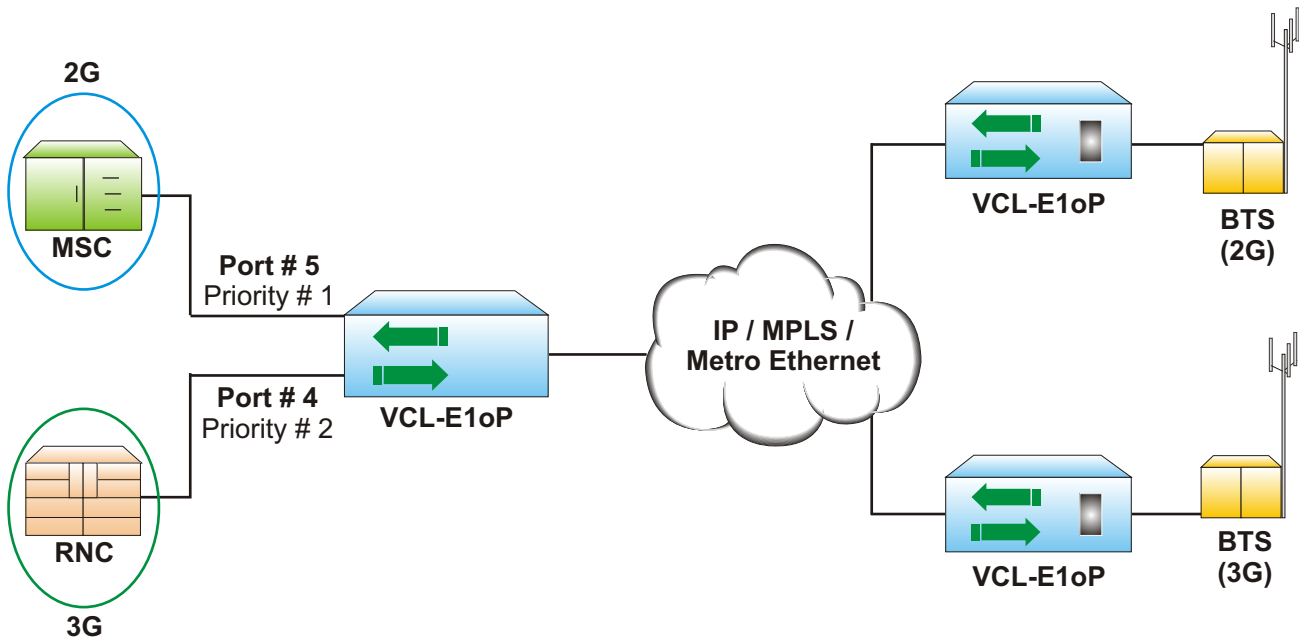 2G
MSC
Port # 5
Priority # 1
Port # 4
Priority # 2
RNC
3G
VCL-E1oP
IP / MPLS /
Metro Ethernet
VCL-E1oP
BTS
(2G)
VCL-E1oP
BTS
(3G)